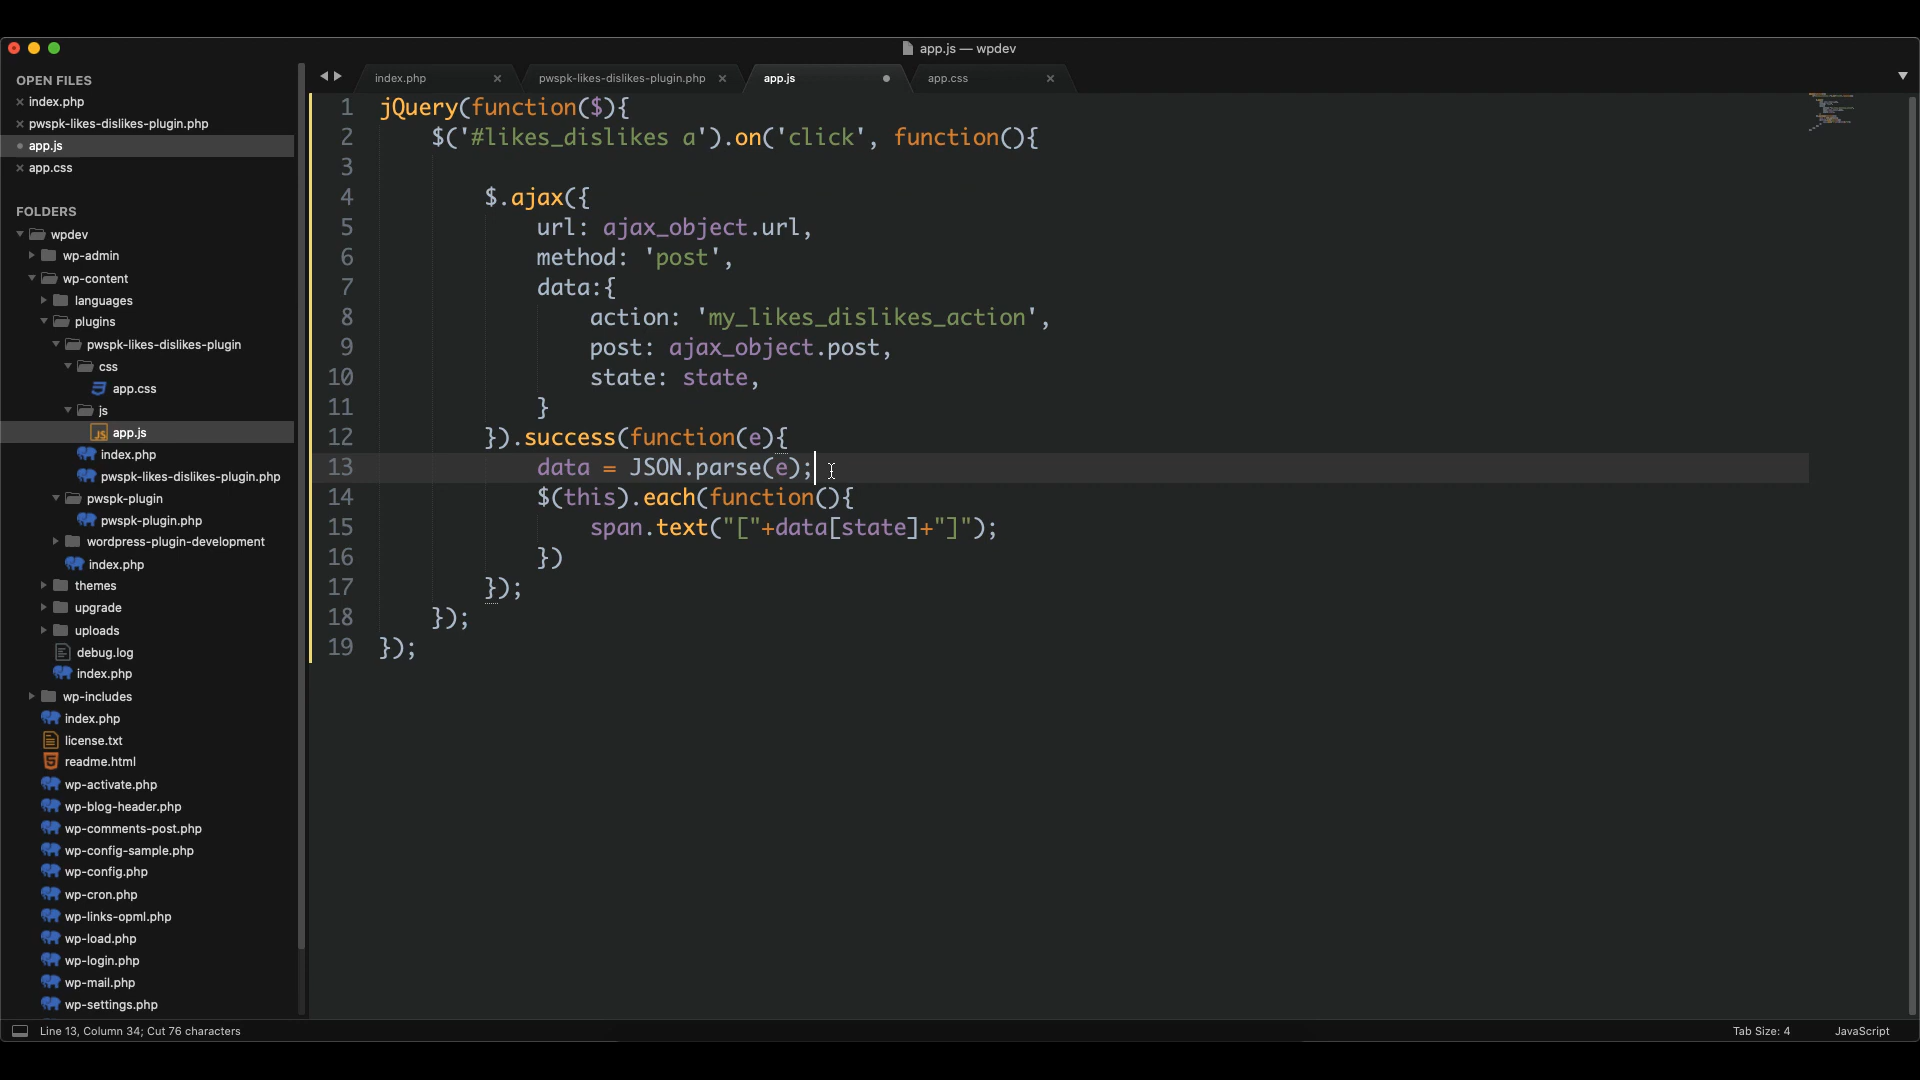 app.js — wpdev
OPEN FILES
index.php
pwspk-likes-dislikes-plugin.php
app.js
app.css
FOLDERS
wpdev
wp-admin
wp-content
languages
plugins
pwspk-likes-dislikes-plugin
css
app.css
js
app.js
index.php
pwspk-likes-dislikes-plugin.php
pwspk-plugin
pwspk-plugin.php
wordpress-plugin-development
index.php
themes
upgrade
uploads
debug.log
index.php
wp-includes
index.php
license.txt
readme.html
wp-activate.php
wp-blog-header.php
wp-comments-post.php
wp-config-sample.php
wp-config.php
wp-cron.php
wp-links-opml.php
wp-load.php
wp-login.php
wp-mail.php
wp-settings.php
index.php pwspk-likes-dislikes-plugin.php app.js app.css
1 jQuery(function($){
2 $('#likes_dislikes a').on('click', function(){
3
4 $.ajax({
5 url: ajax_object.url,
6 method: 'post',
7 data:{
8 action: 'my_likes_dislikes_action',
9 post: ajax_object.post,
10 state: state,
11 }
12 }).success(function(e){
13 data = JSON.parse(e);
14 $(this).each(function(){
15 span.text("["+data[state]+"]");
16 })
17 });
18 });
19 });
Line 13, Column 34; Cut 76 characters
Tab Size: 4 JavaScript